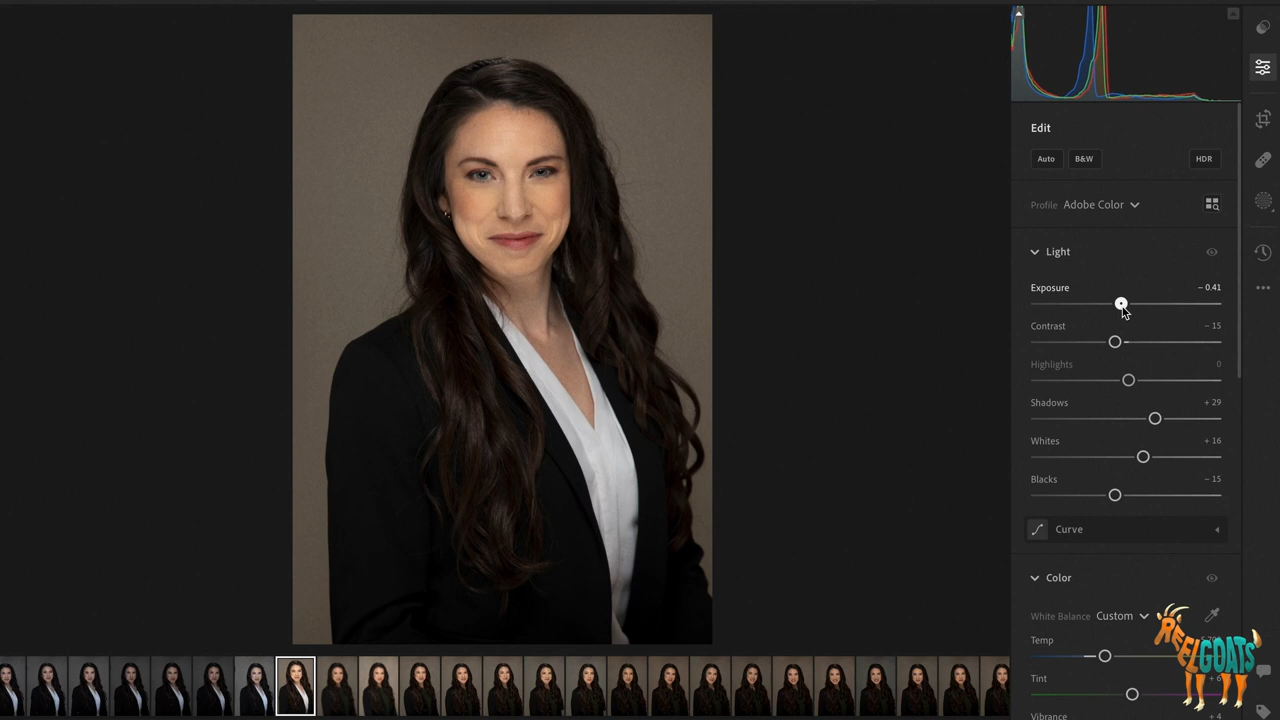 Edit
Auto B&W HDR
Profile Adobe Color
Light
Exposure − 0.41
Contrast − 15
Highlights 0
Shadows + 29
Whites + 16
Blacks − 15
Curve
Color
White Balance Custom
Temp
Tint + 6
Vibrance + 4
REELGOATS